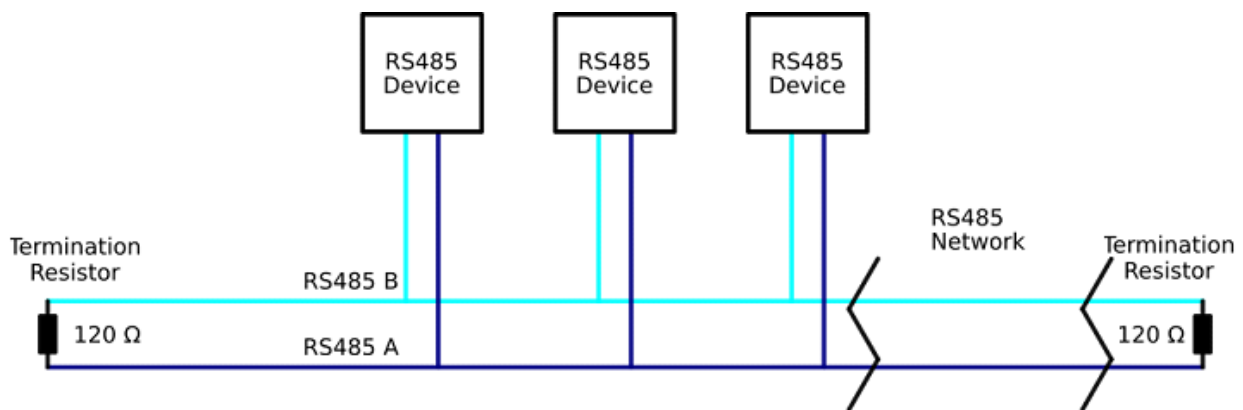 RS485
Device
RS485
Device
RS485
Device
RS485
Network
Termination
Resistor
Termination
Resistor
RS485 B
120 Ω
RS485 A
120 Ω